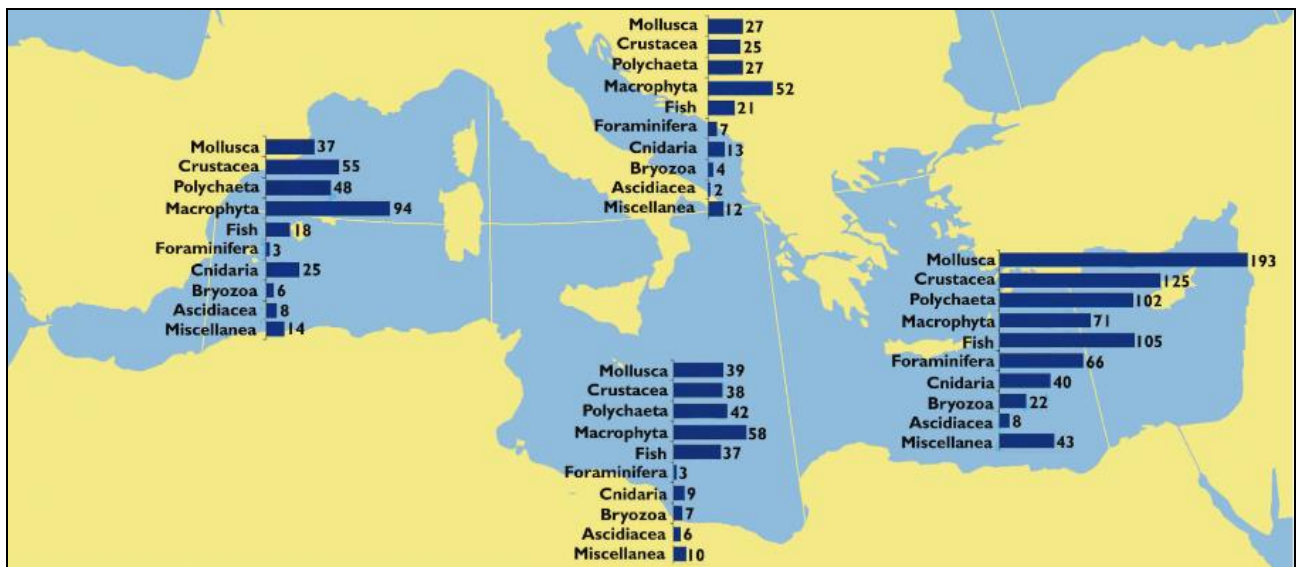 Mollusca 27
Crustacea 25
Polychaeta 27
Macrophyta 52
Fish 21
Foraminifera 7
Cnidaria 13
Bryozoa 4
Ascidiacea 2
Miscellanea 12
Mollusca 37
Crustacea 55
Polychaeta 48
Macrophyta 94
Fish 18
Foraminifera 3
Cnidaria 25
Bryozoa 6
Ascidiacea 8
Miscellanea 14
Mollusca 193
Crustacea 125
Polychaeta 102
Macrophyta 71
Fish 105
Foraminifera 66
Cnidaria 40
Bryozoa 22
Ascidiacea 8
Miscellanea 43
Mollusca 39
Crustacea 38
Polychaeta 42
Macrophyta 58
Fish 37
Foraminifera 3
Cnidaria 9
Bryozoa 7
Ascidiacea 6
Miscellanea 10